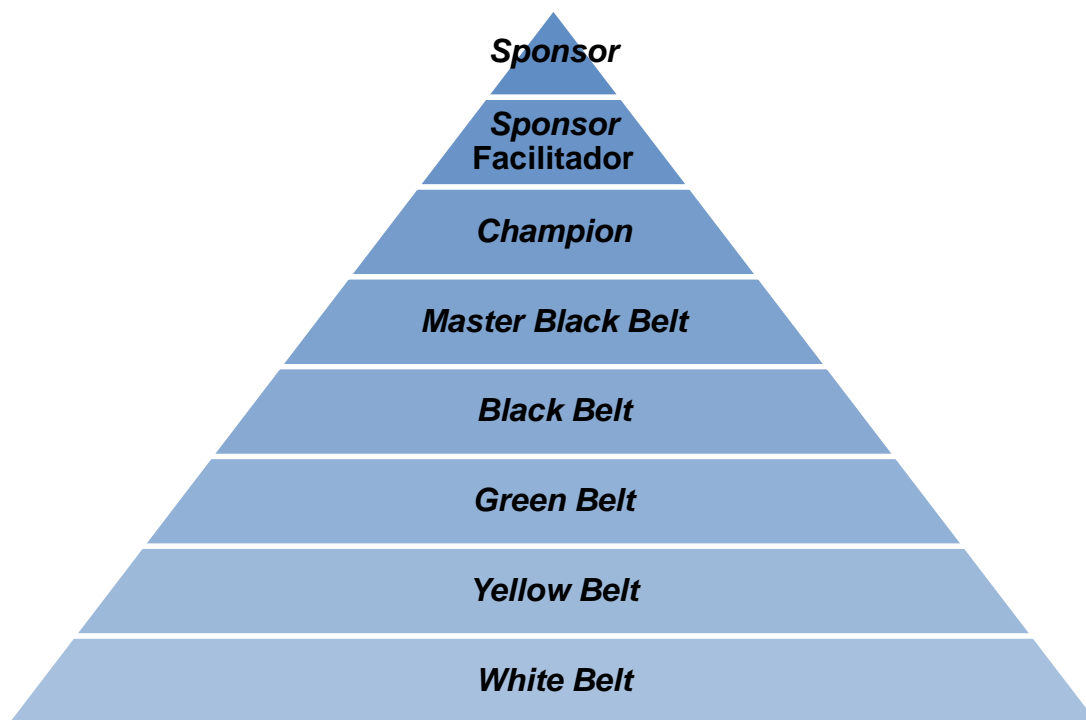 Sponsor
Sponsor
Facilitador
Champion
Master Black Belt
Black Belt
Green Belt
Yellow Belt
White Belt